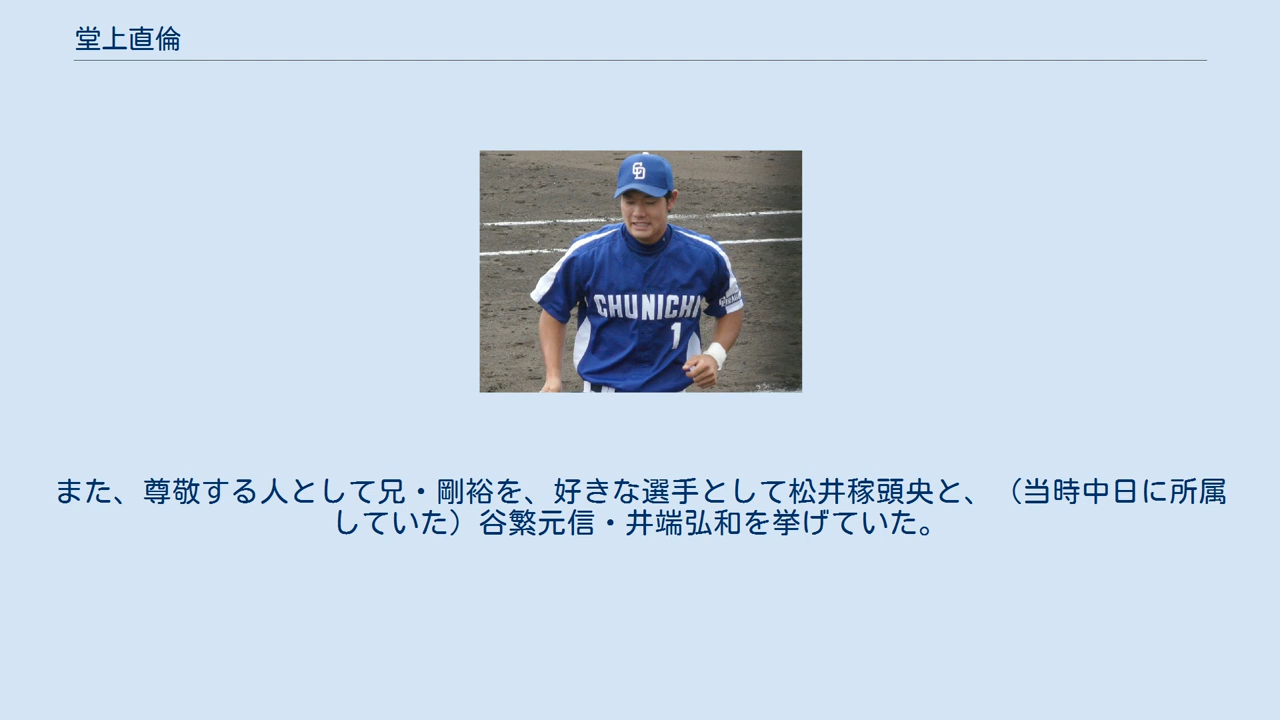 堂上直倫
CD
CHUNICHI
1
また、尊敬する人として兄・剛裕を、好きな選手として松井稼頭央と、（当時中日に所属
していた）谷繁元信・井端弘和を挙げていた。